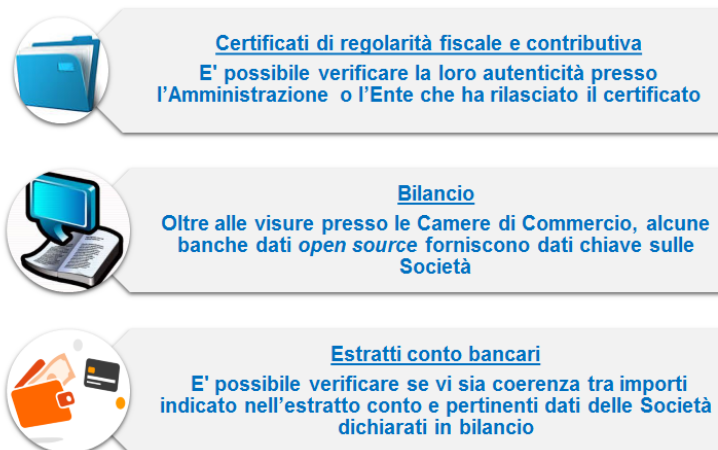 Certificati di regolarità fiscale e contributiva
E' possibile verificare la loro autenticità presso
l'Amministrazione o l'Ente che ha rilasciato il certificato
Bilancio
Oltre alle visure presso le Camere di Commercio, alcune
banche dati open source forniscono dati chiave sulle
Società
Estratti conto bancari
E' possibile verificare se vi sia coerenza tra importi
indicato nell'estratto conto e pertinenti dati delle Società
dichiarati in bilancio